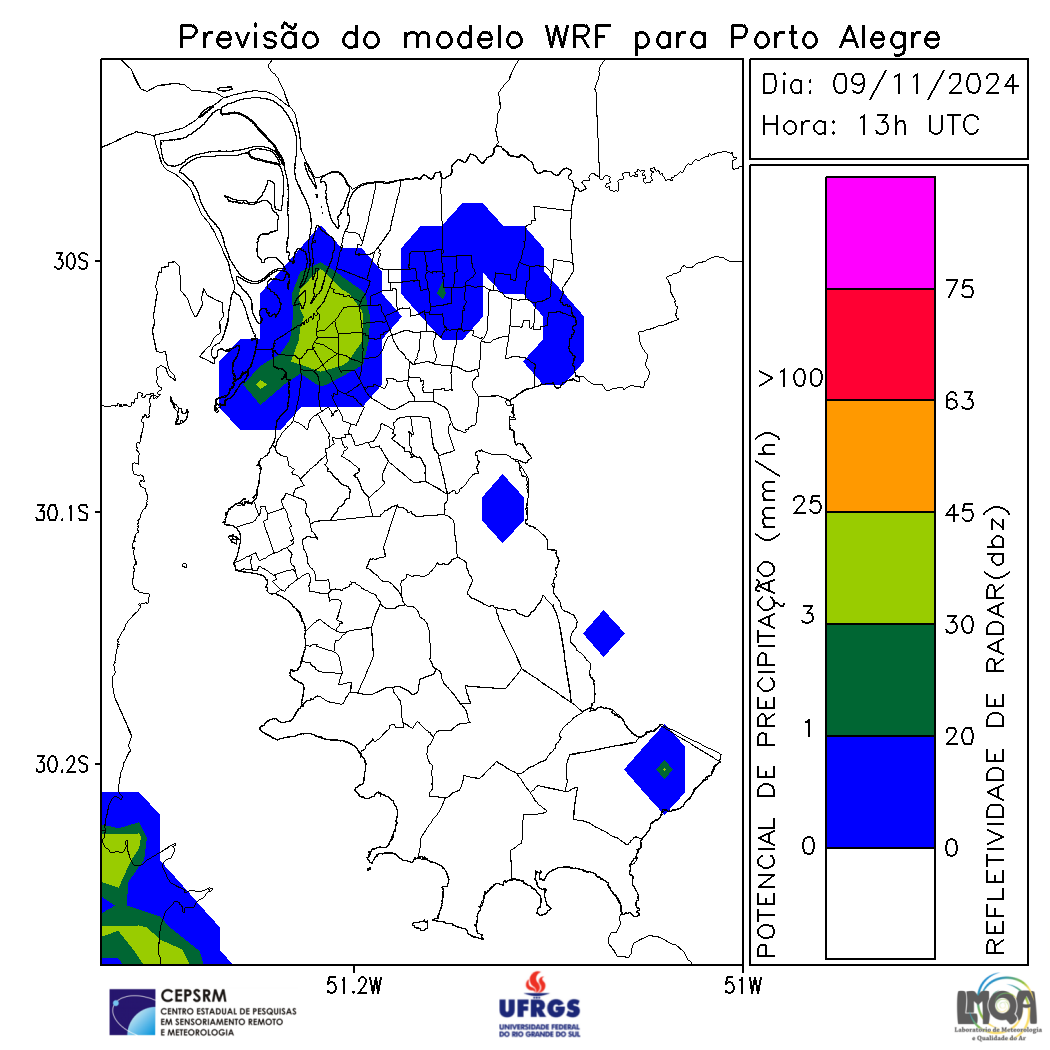 Previsão do modelo WRF para Porto Alegre
Dia: 09/11/2024
Hora: 13h UTC
30S
30.1S
30.2S
51.2W
51W
POTENCIAL DE PRECIPITAÇÃO (mm/h)
>100
25
3
1
0
75
63
45
30
20
0
REFLETIVIDADE DE RADAR(dbz)
CEPSRM
CENTRO ESTADUAL DE PESQUISAS
EM SENSORIAMENTO REMOTO
E METEOROLOGIA
UFRGS
UNIVERSIDADE FEDERAL
DO RIO GRANDE DO SUL
LMQA
Laboratório de Meteorologia
e Qualidade do Ar